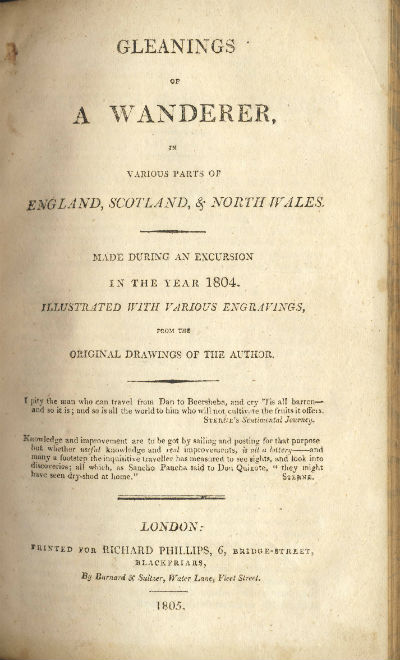 GLEANINGS
OF
A WANDERER,
IN
VARIOUS PARTS OF
ENGLAND, SCOTLAND, & NORTH WALES.
MADE DURING AN EXCURSION
IN THE YEAR 1804.
ILLUSTRATED WITH VARIOUS ENGRAVINGS,
FROM THE
ORIGINAL DRAWINGS OF THE AUTHOR.
I pity the man who can travel from Dan to Beersheba, and cry 'Tis all barren—
and so it is; and so is all the world to him who will not cultivate the fruits it offers.
STERNE's Sentimental Journey.
Knowledge and improvement are to be got by sailing and posting for that purpose
but whether useful knowledge and real improvements, is all a lottery——and
many a footstep the inquisitive traveller has measured to see sights, and look into
discoveries; all which, as Sancho Pancha said to Don Quixote, " they might
have seen dry-shod at home."
STERNE.
LONDON:
PRINTED FOR RICHARD PHILLIPS, 6, BRIDGE-STREET,
BLACKFRIARS,
By Barnard & Sultzer, Water Lane, Fleet Street.
1805.